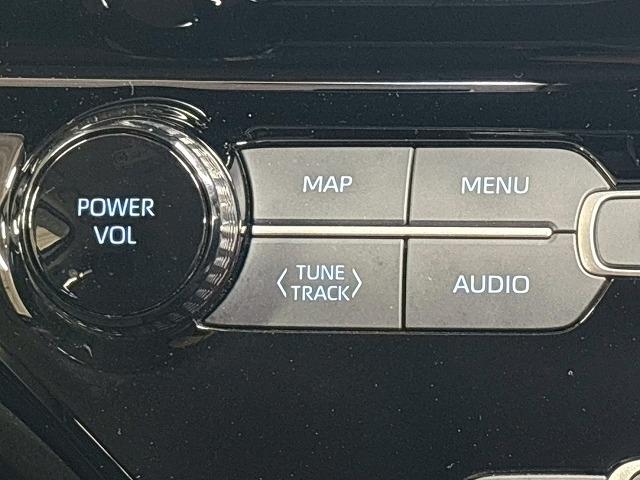 POWER
VOL
MAP
MENU
〈 TUNE 〉
TRACK
AUDIO